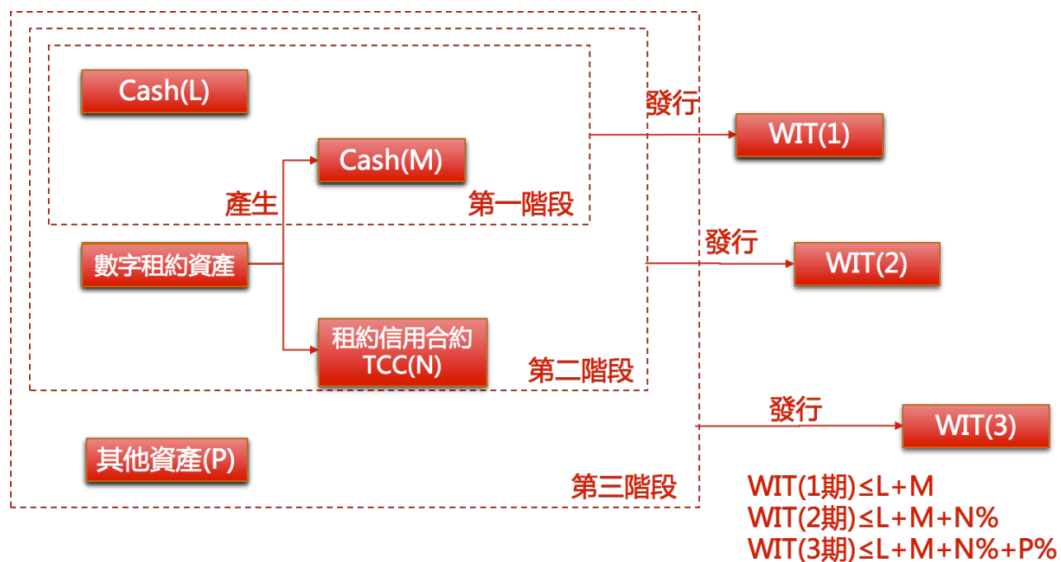 Cash(L)
發行
WIT(1)
Cash(M)
產生
第一階段
發行
數字租約資產
WIT(2)
租約信用合約
TCC(N)
第二階段
發行
WIT(3)
其他資產(P)
第三階段
WIT(1期)≤L+M
WIT(2期)≤L+M+N%
WIT(3期)≤L+M+N%+P%